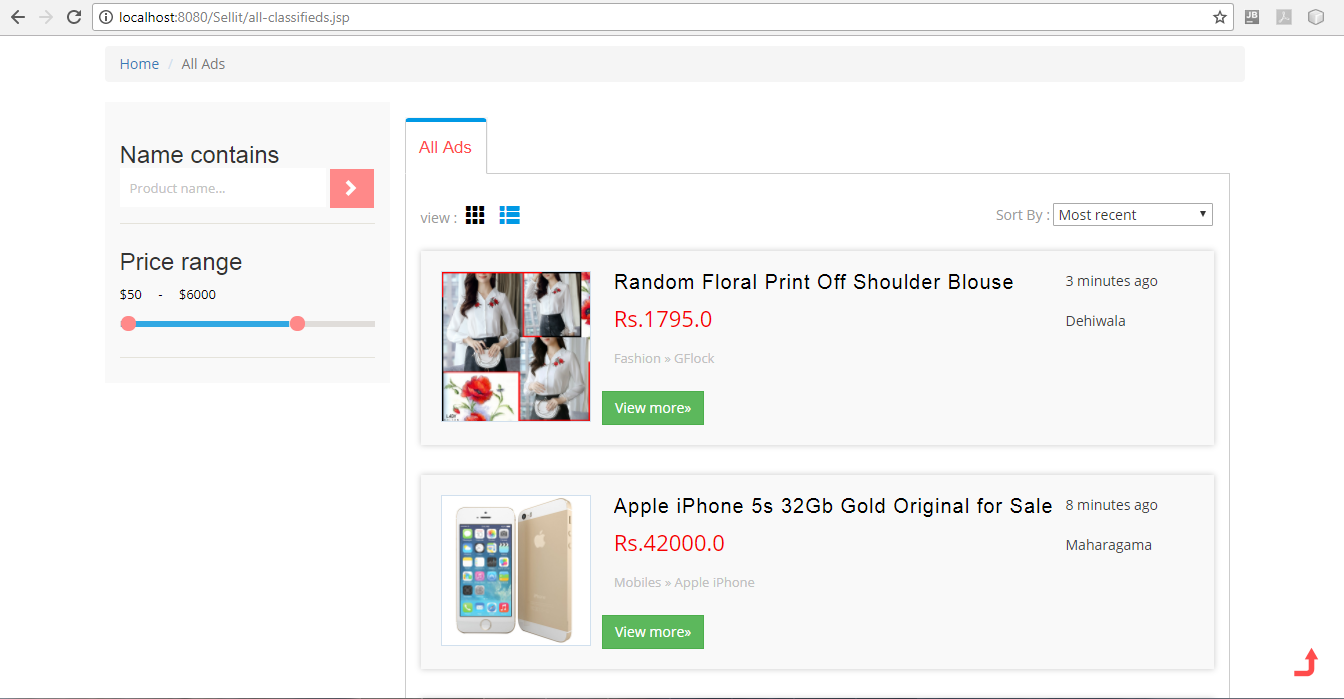 localhost:8080/Sellit/all-classifieds.jsp
Home / All Ads
Name contains
Product name...
Price range
$50 - $6000
All Ads
view :
Sort By : Most recent
Random Floral Print Off Shoulder Blouse
3 minutes ago
Rs.1795.0
Dehiwala
Fashion » GFlock
View more»
Apple iPhone 5s 32Gb Gold Original for Sale
8 minutes ago
Rs.42000.0
Maharagama
Mobiles » Apple iPhone
View more»
JB
LADY